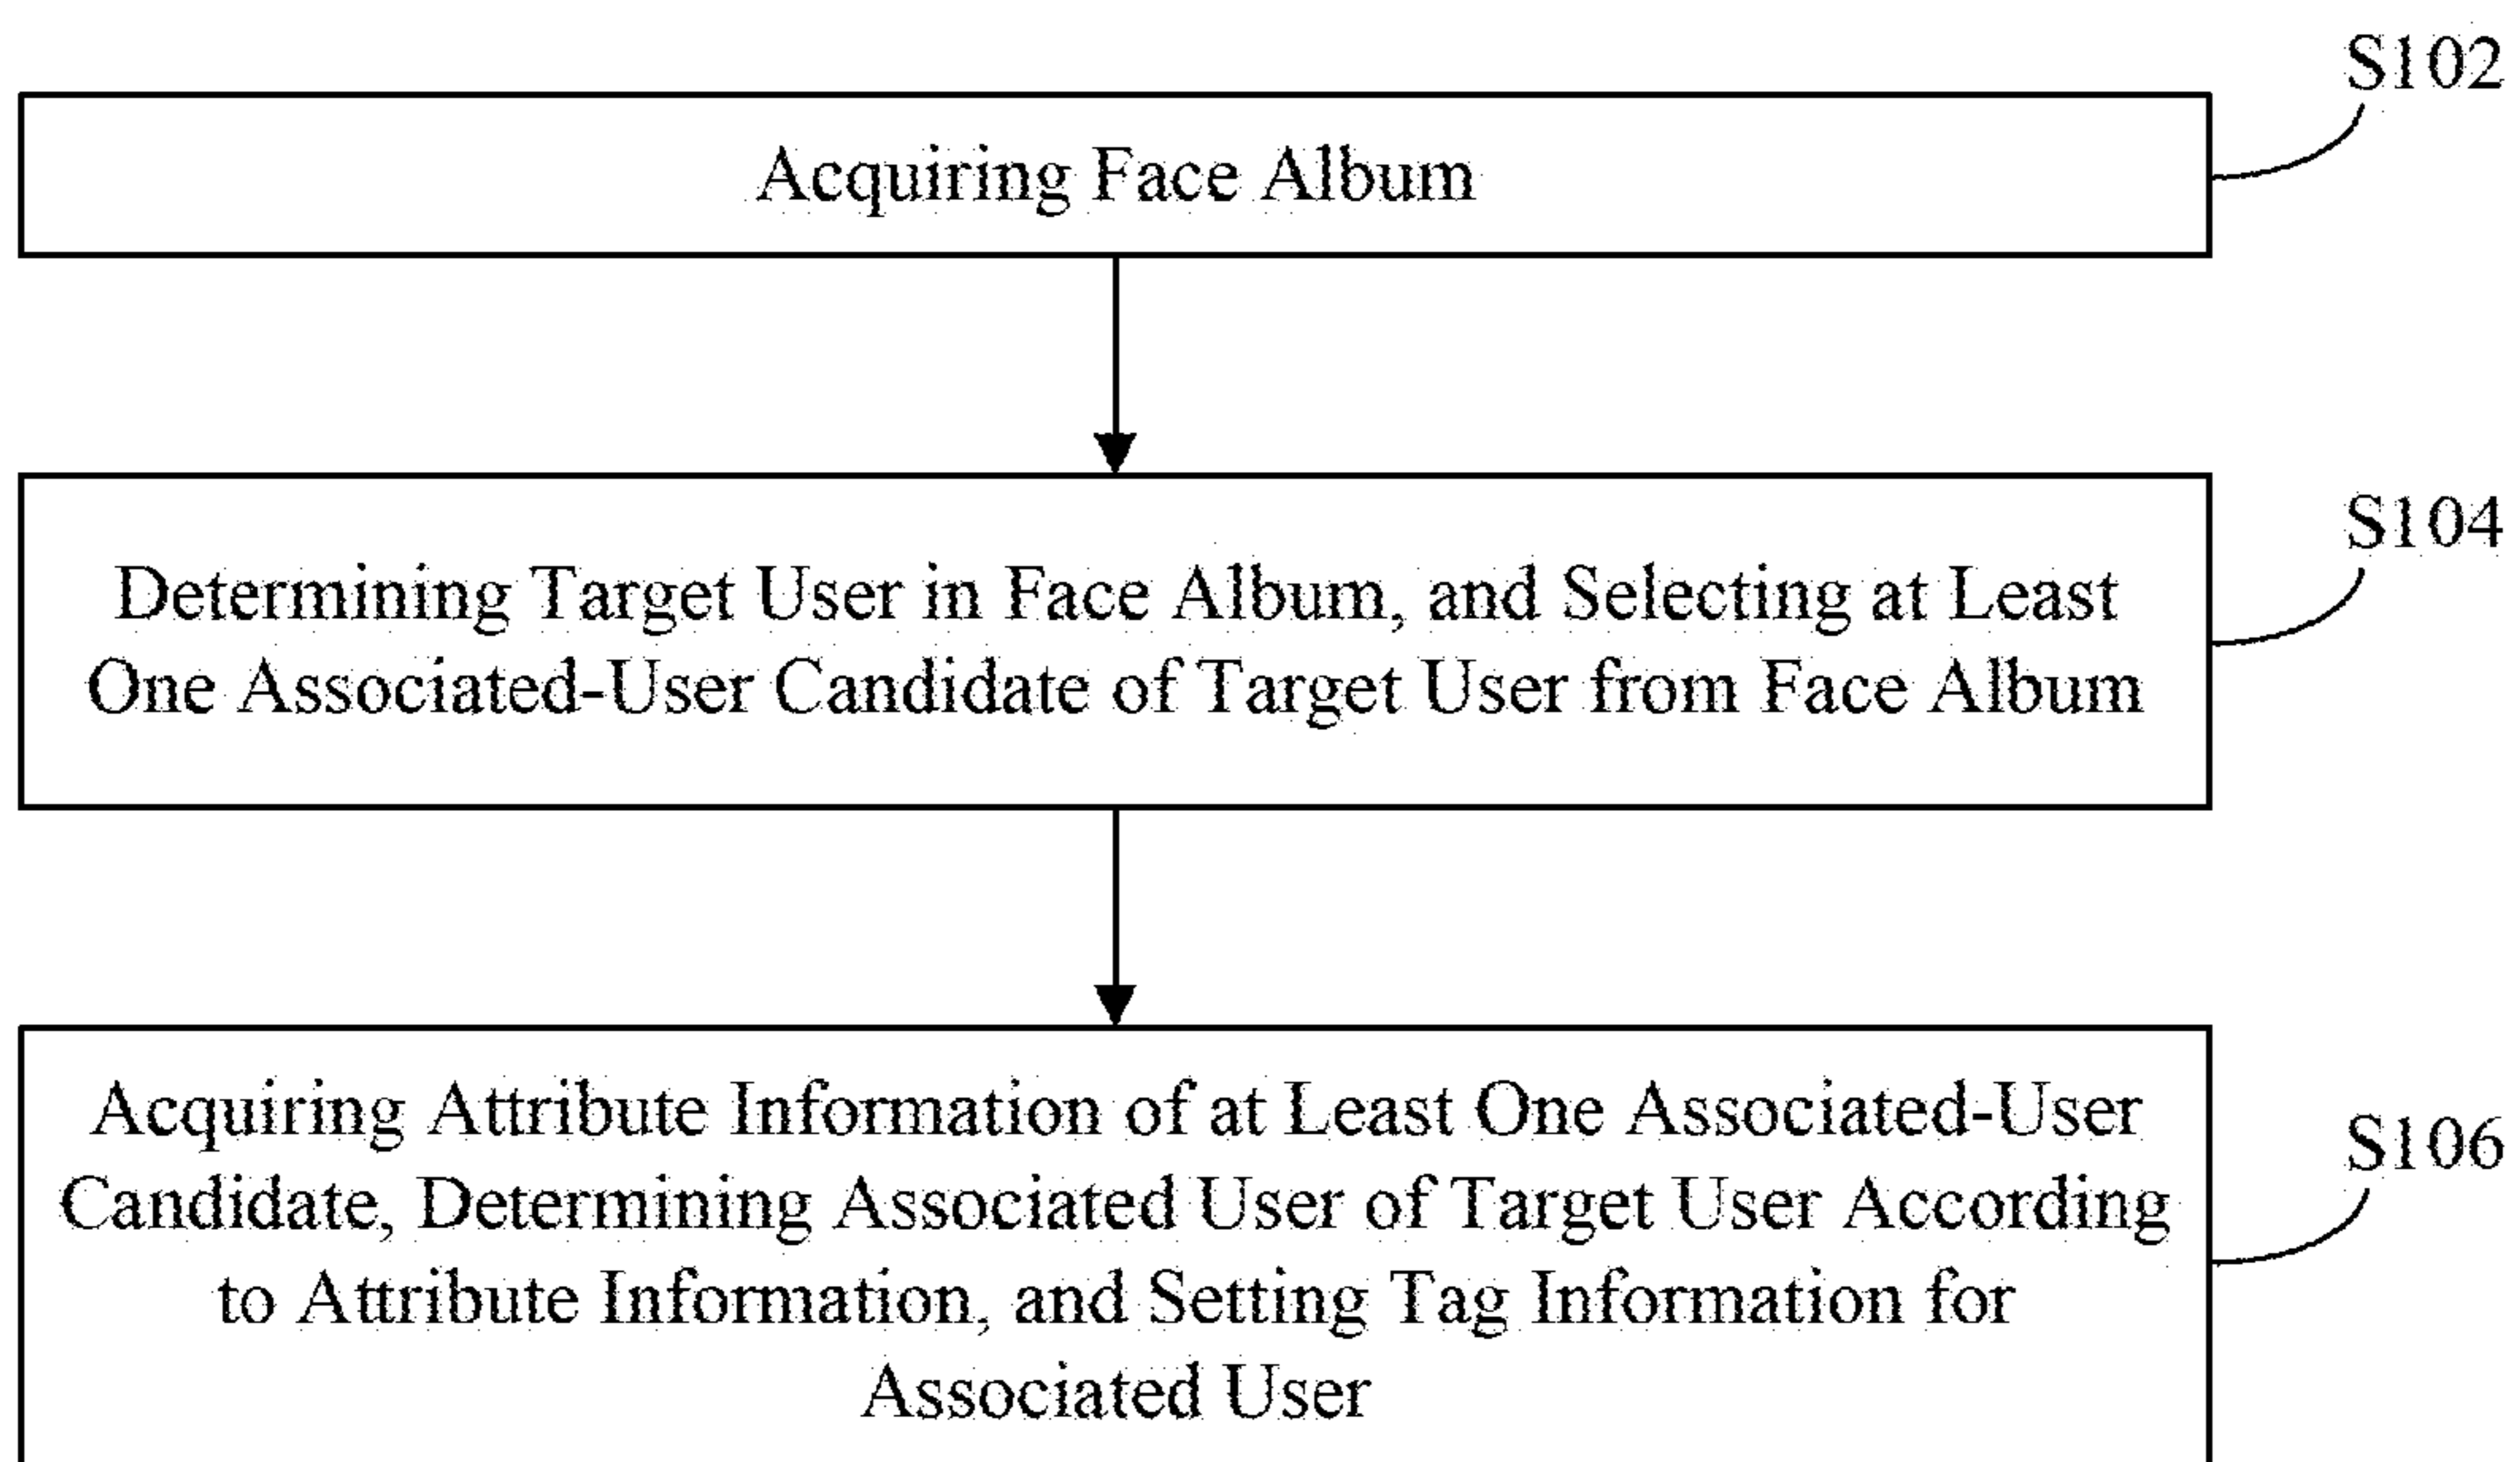 S102
Acquiring Face Album
S104
Determining Target User in Face Album, and Selecting at Least
One Associated-User Candidate of Target User from Face Album
S106
Acquiring Attribute Information of at Least One Associated-User
Candidate, Determining Associated User of Target User According
to Attribute Information, and Setting Tag Information for
Associated User